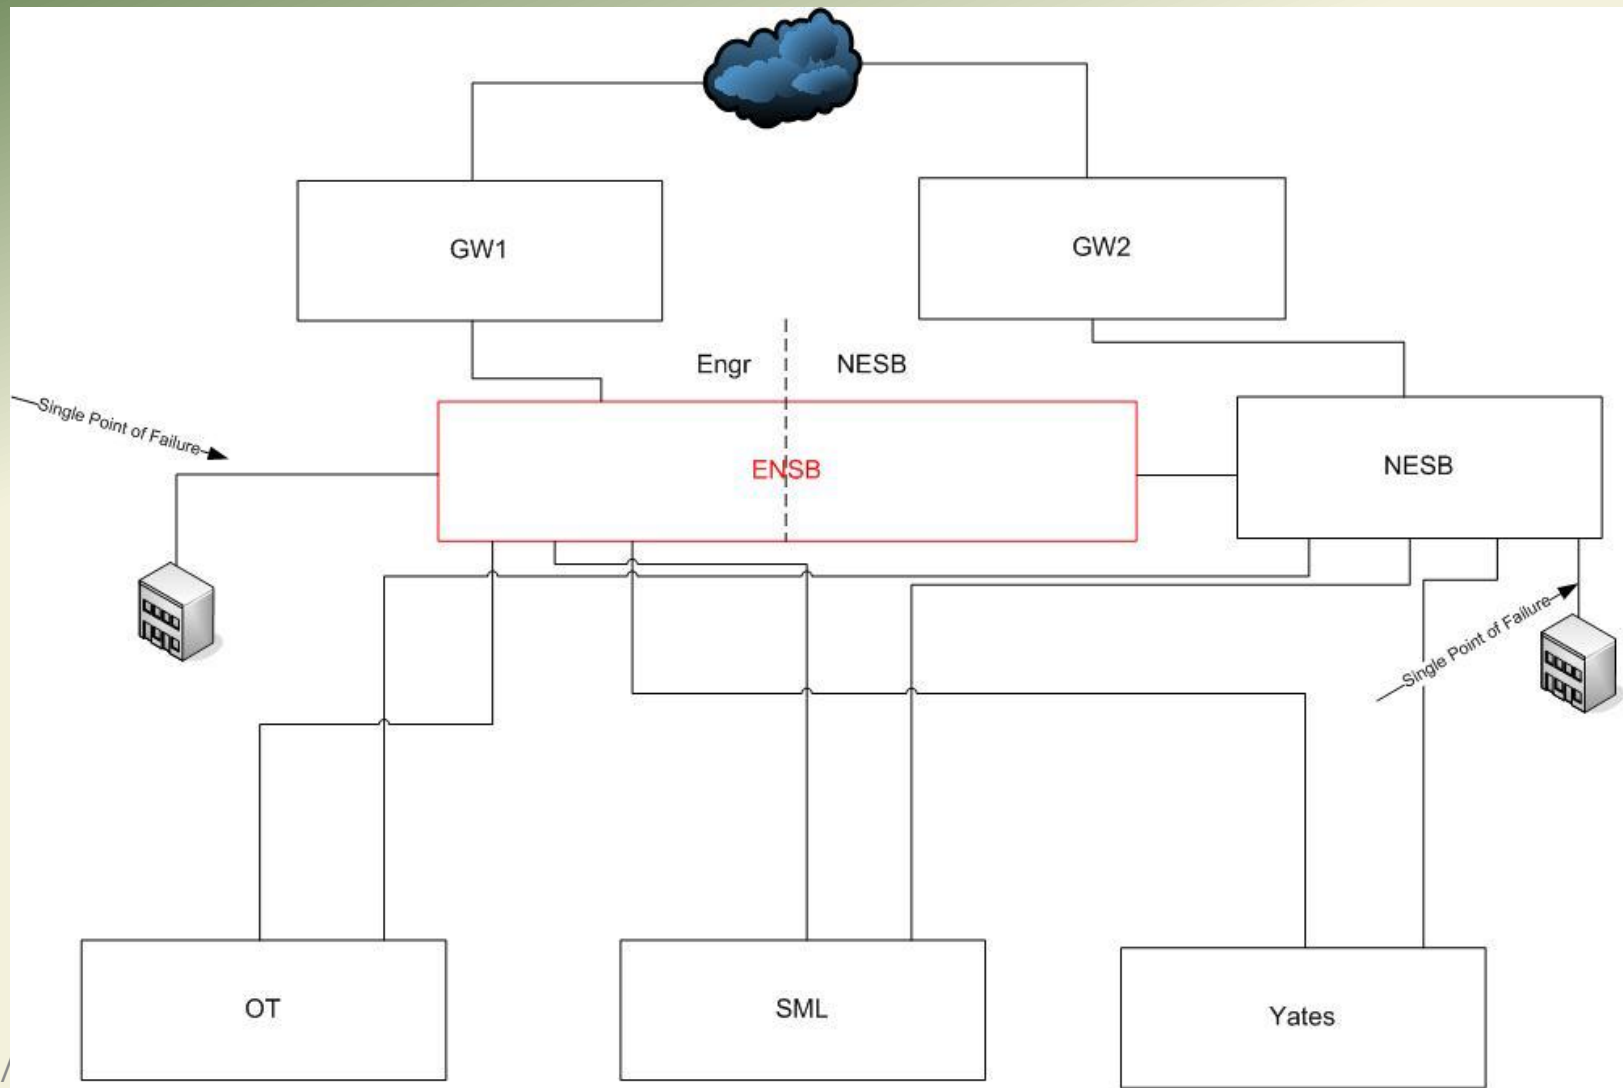 GW1
GW2
Engr
NESB
Single Point of Failure
ENSB
NESB
Single Point of Failure
OT
SML
Yates
/